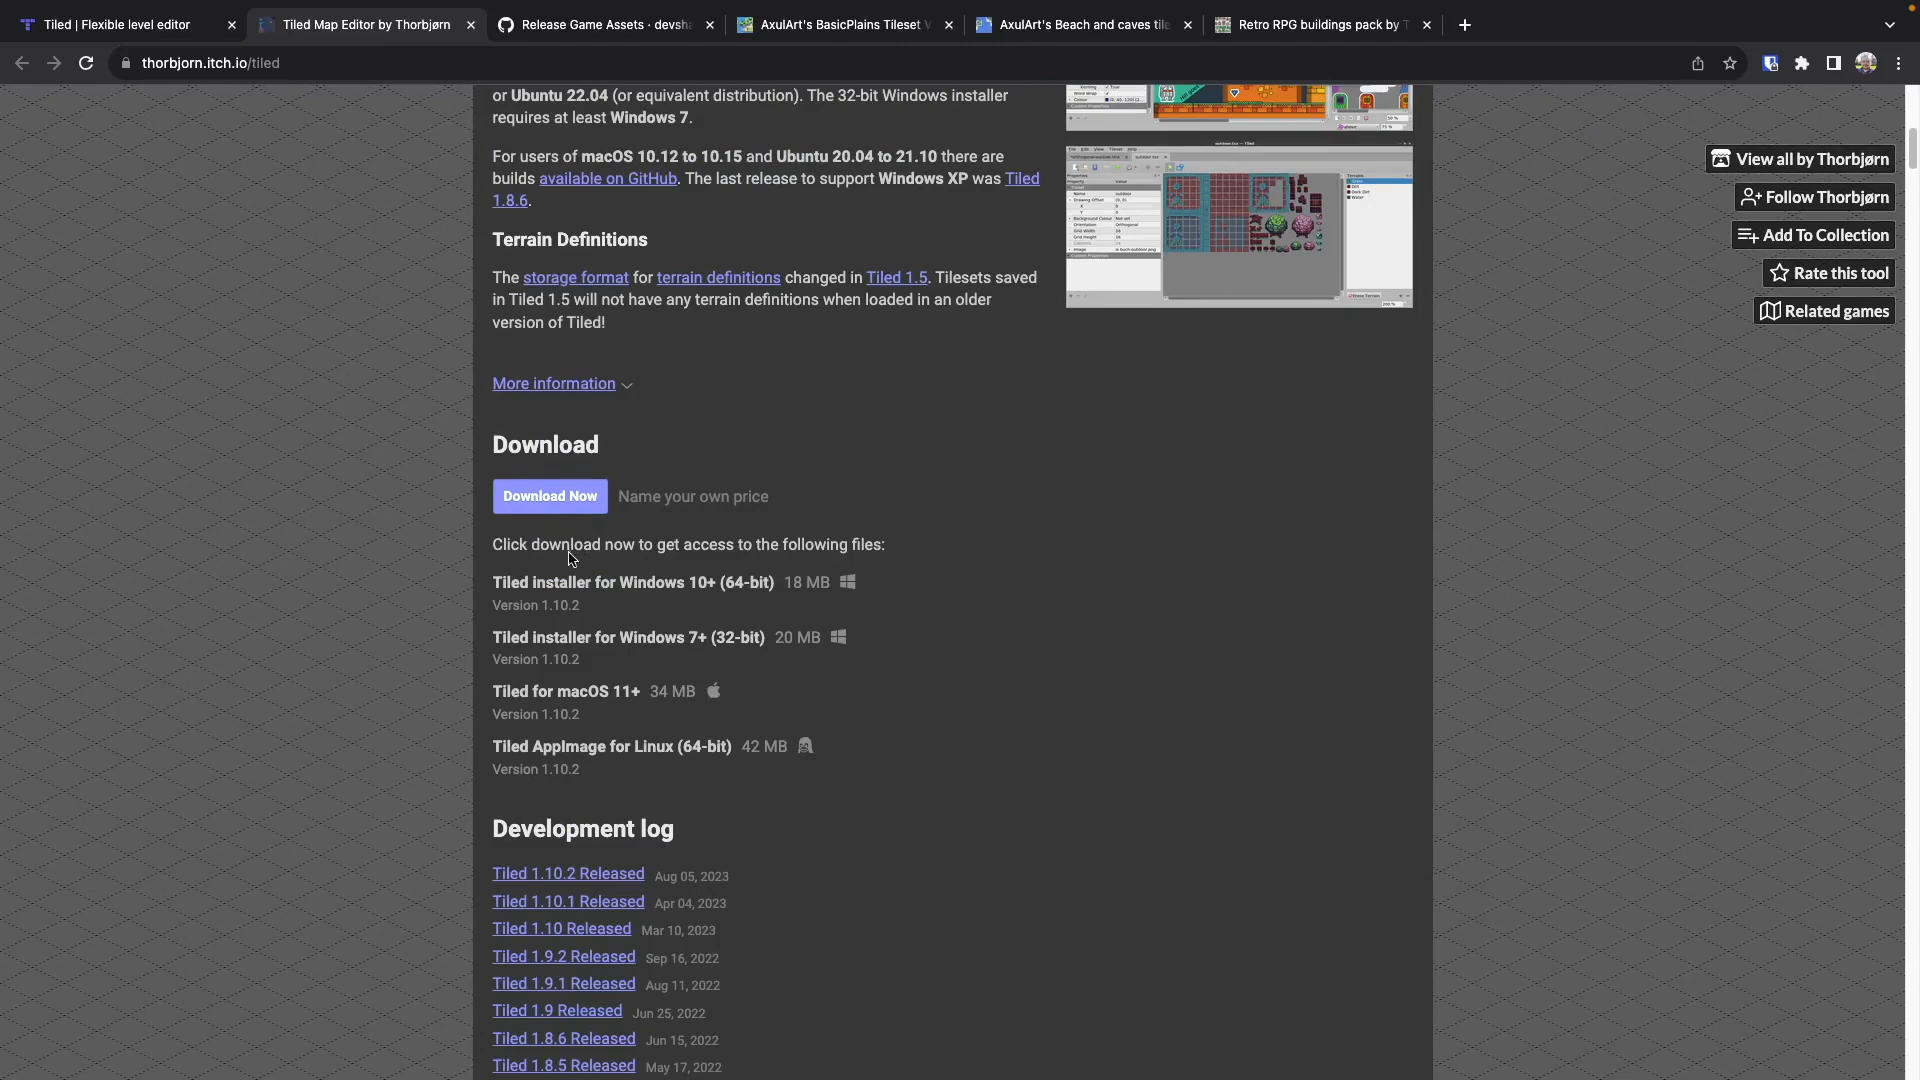 Tiled | Flexible level editor
Tiled Map Editor by Thorbjørn
Release Game Assets · devsha
AxulArt's BasicPlains Tileset V
AxulArt's Beach and caves tile
Retro RPG buildings pack by T
thorbjorn.itch.io/tiled
or Ubuntu 22.04 (or equivalent distribution). The 32-bit Windows installer
requires at least Windows 7.
For users of macOS 10.12 to 10.15 and Ubuntu 20.04 to 21.10 there are
builds available on GitHub. The last release to support Windows XP was Tiled
1.8.6.
Terrain Definitions
The storage format for terrain definitions changed in Tiled 1.5. Tilesets saved
in Tiled 1.5 will not have any terrain definitions when loaded in an older
version of Tiled!
More information
Download
Download Now Name your own price
Click download now to get access to the following files:
Tiled installer for Windows 10+ (64-bit) 18 MB
Version 1.10.2
Tiled installer for Windows 7+ (32-bit) 20 MB
Version 1.10.2
Tiled for macOS 11+ 34 MB
Version 1.10.2
Tiled AppImage for Linux (64-bit) 42 MB
Version 1.10.2
Development log
Tiled 1.10.2 Released Aug 05, 2023
Tiled 1.10.1 Released Apr 04, 2023
Tiled 1.10 Released Mar 10, 2023
Tiled 1.9.2 Released Sep 16, 2022
Tiled 1.9.1 Released Aug 11, 2022
Tiled 1.9 Released Jun 25, 2022
Tiled 1.8.6 Released Jun 15, 2022
Tiled 1.8.5 Released May 17, 2022
View all by Thorbjørn
Follow Thorbjørn
Add To Collection
Rate this tool
Related games